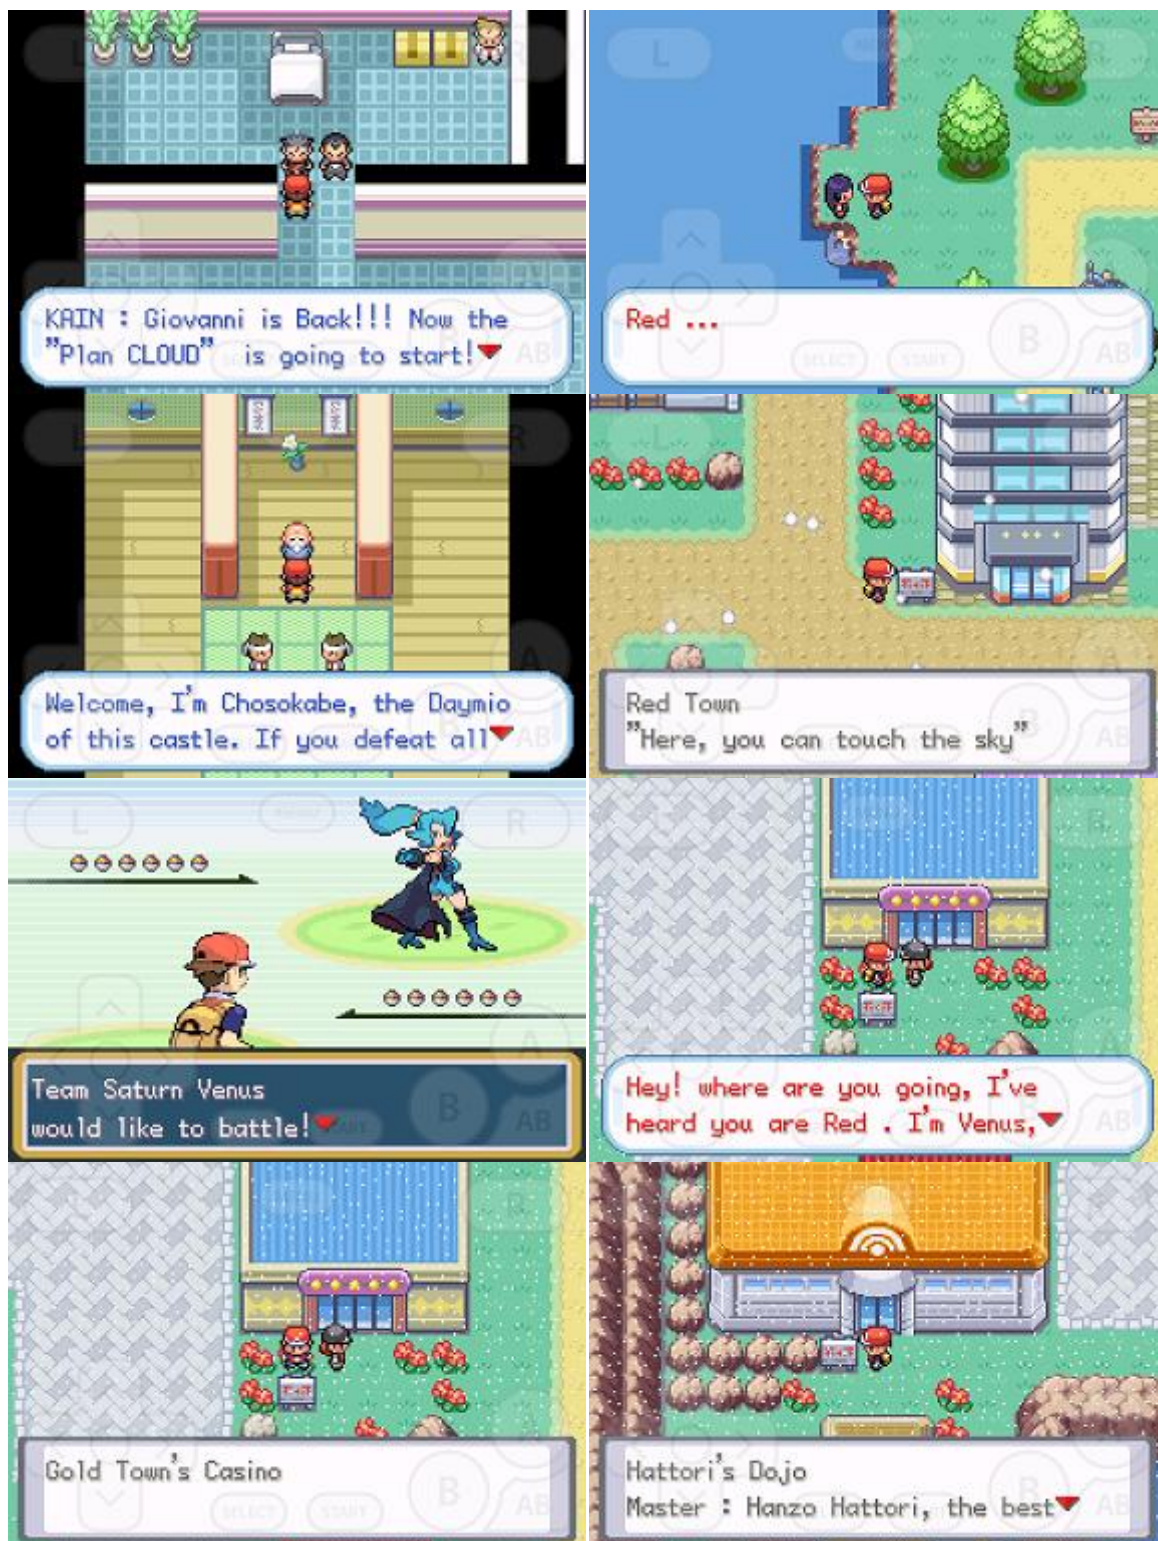 KAIN : Giovanni is Back!!! Now the
"Plan CLOUD" is going to start!
Red ...
Welcome, I'm Chosokabe, the Daymio
of this castle. If you defeat all
Red Town
"Here, you can touch the sky"
Team Saturn Venus
would like to battle!
Hey! where are you going, I've
heard you are Red . I'm Venus,
Gold Town's Casino
Hattori's Dojo
Master : Hanzo Hattori, the best
L
R
A
B
AB
SELECT
START